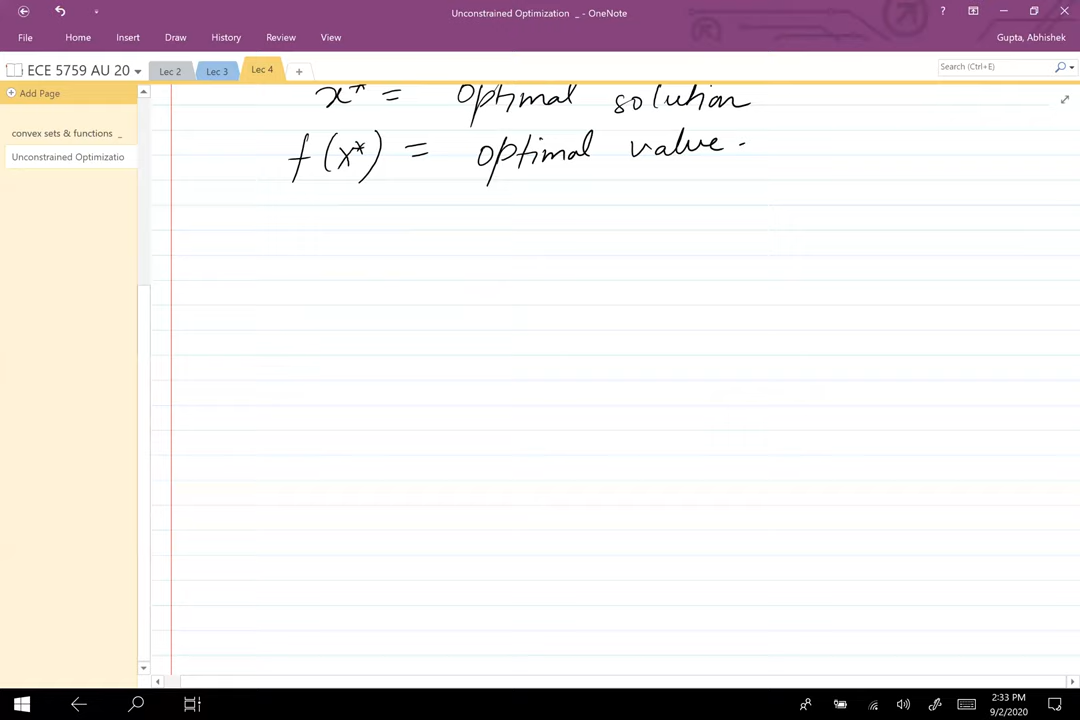 Unconstrained Optimization _ - OneNote
File Home Insert Draw History Review View Gupta, Abhishek
ECE 5759 AU 20 Lec 2 Lec 3 Lec 4 Search (Ctrl+E)
Add Page
convex sets & functions _
Unconstrained Optimizatio
x* = optimal solution
f(x*) = optimal value.
2:33 PM
9/2/2020